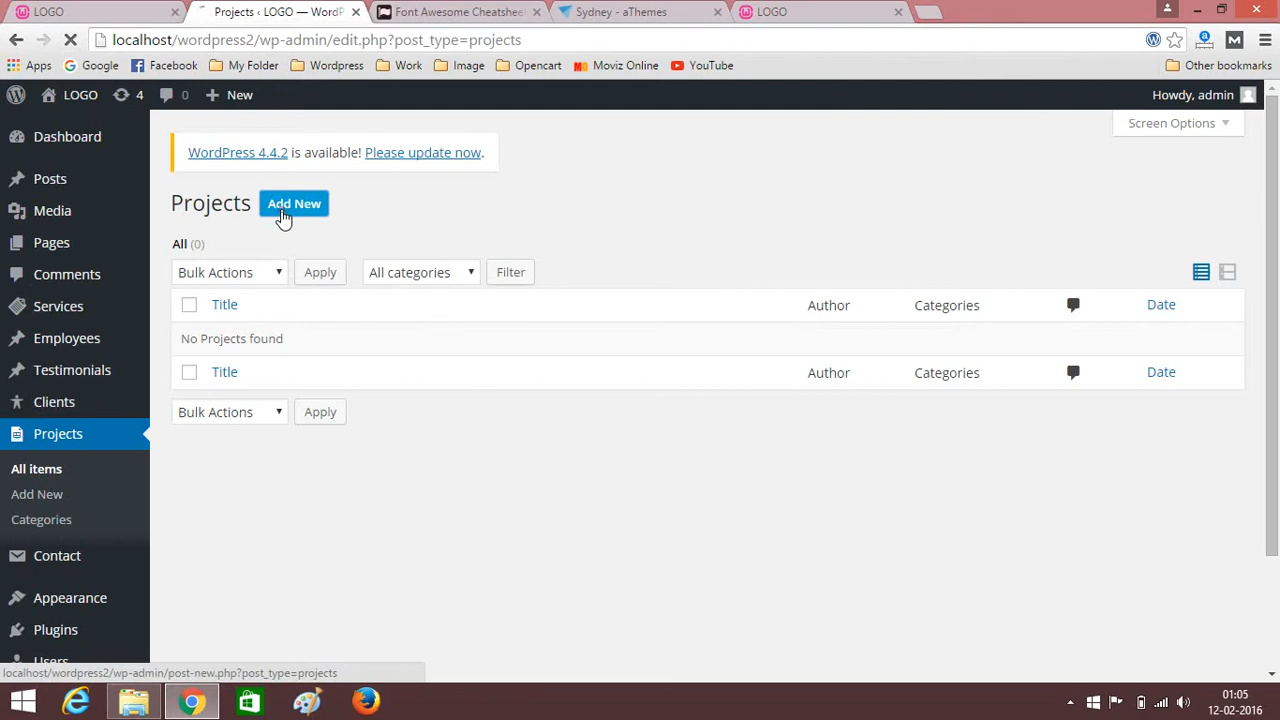 LOGO
Projects ‹ LOGO — WordP
Font Awesome Cheatshe
Sydney - aThemes
LOGO
localhost/wordpress2/wp-admin/edit.php?post_type=projects
Apps
Google
Facebook
My Folder
Wordpress
Work
Image
Opencart
Moviz Online
YouTube
Other bookmarks
LOGO
4
0
New
Howdy, admin
Dashboard
Posts
Media
Pages
Comments
Services
Employees
Testimonials
Clients
Projects
All items
Add New
Categories
Contact
Appearance
Plugins
Users
Screen Options
WordPress 4.4.2 is available! Please update now.
Projects Add New
All (0)
Bulk Actions Apply All categories Filter
Title Author Categories Date
No Projects found
Title Author Categories Date
Bulk Actions Apply
localhost/wordpress2/wp-admin/post-new.php?post_type=projects
01:05
12-02-2016